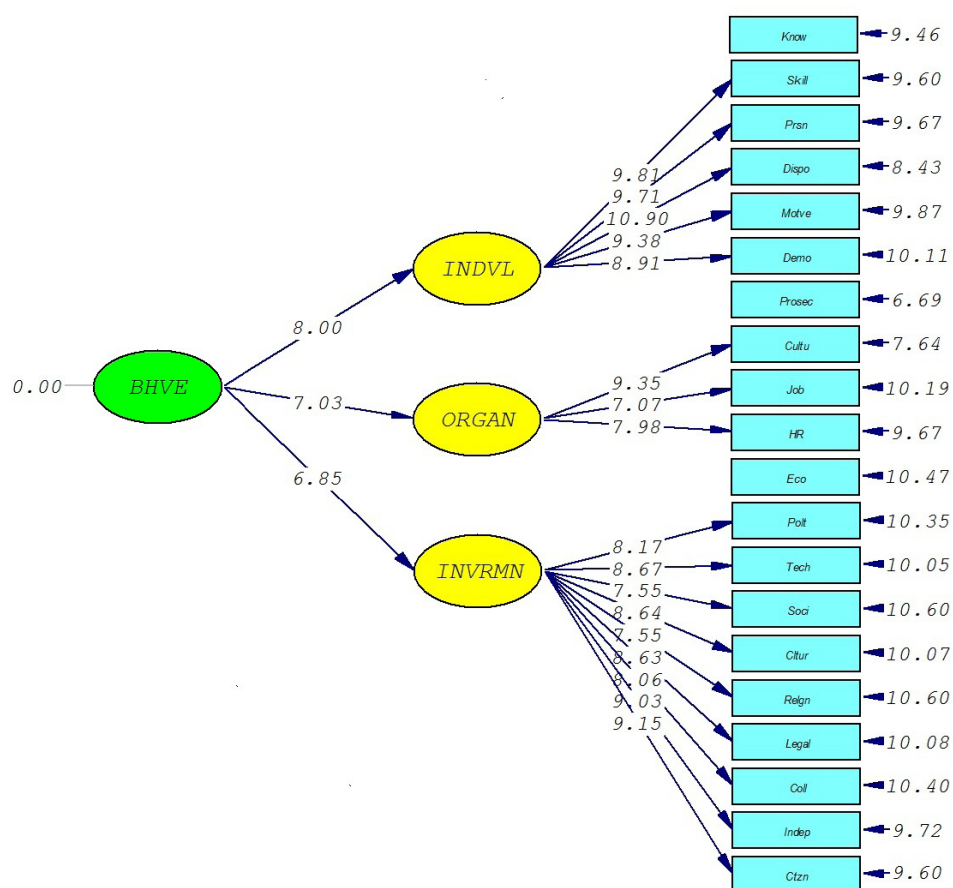 Know 9.46
Skill 9.60
Prsn 9.67
9.81
Dispo 8.43
9.71
10.90
Motve 9.87
9.38
Demo 10.11
8.91
INDVL
Prosec 6.69
8.00
Cultu 7.64
0.00 BHVE
9.35
Job 10.19
7.03
7.07
ORGAN
7.98
HR 9.67
Eco 10.47
6.85
Polt 10.35
8.17
Tech 10.05
8.67
INVRMN
7.55
Soci 10.60
8.64
7.55
Cltur 10.07
8.63
8.06
Relgn 10.60
9.03
9.15
Legal 10.08
Coll 10.40
Indep 9.72
Ctzn 9.60